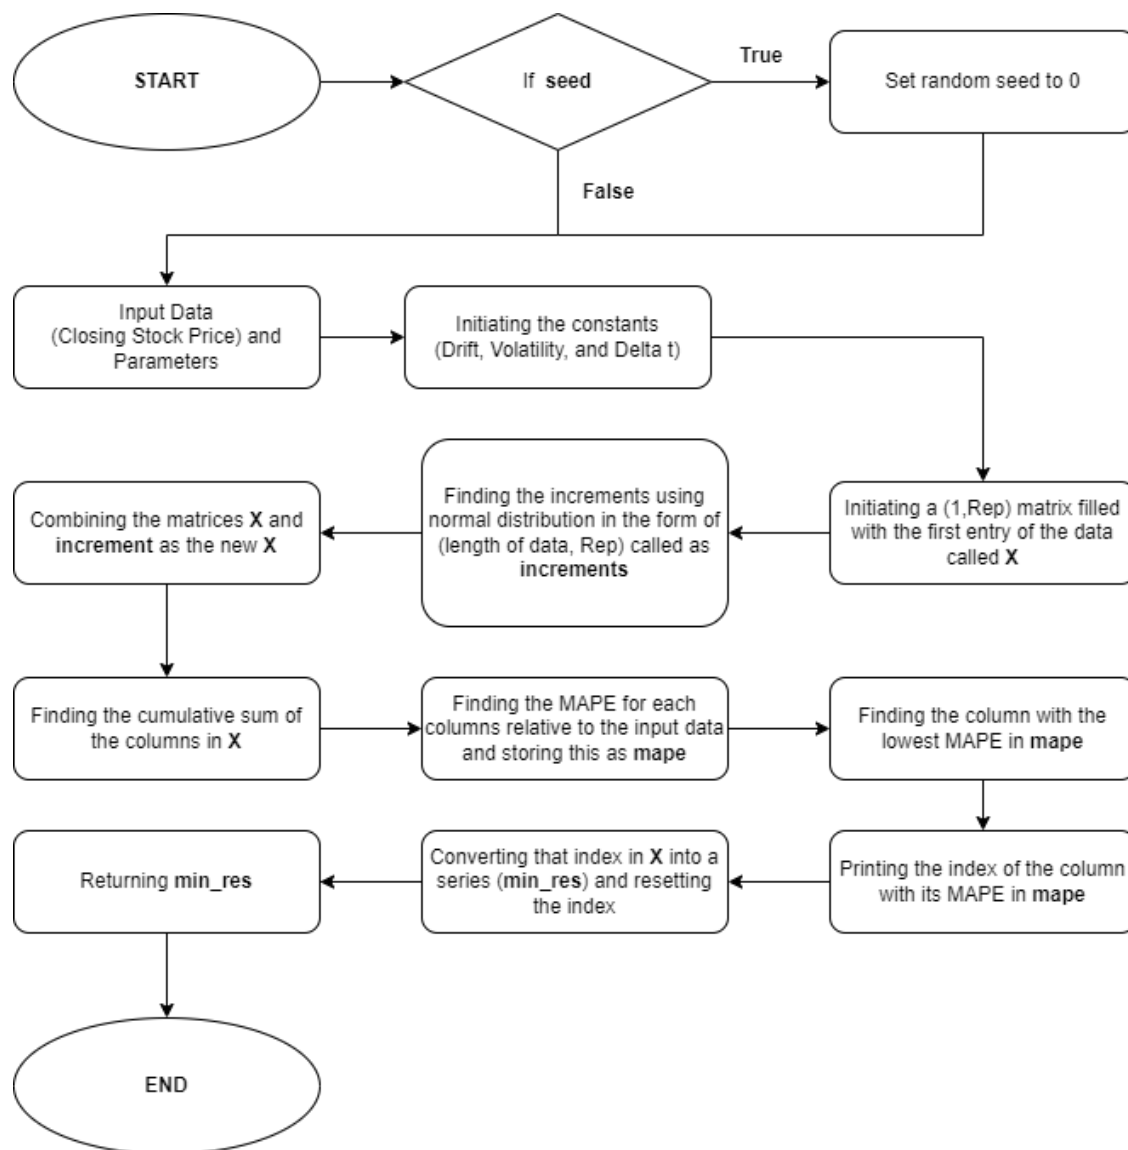 START
If seed
True
Set random seed to 0
False
Input Data
(Closing Stock Price) and
Parameters
Initiating the constants
(Drift, Volatility, and Delta t)
Initiating a (1,Rep) matrix filled
with the first entry of the data
called X
Finding the increments using
normal distribution in the form of
(length of data, Rep) called as
increments
Combining the matrices X and
increment as the new X
Finding the cumulative sum of
the columns in X
Finding the MAPE for each
columns relative to the input data
and storing this as mape
Finding the column with the
lowest MAPE in mape
Printing the index of the column
with its MAPE in mape
Converting that index in X into a
series (min_res) and resetting
the index
Returning min_res
END